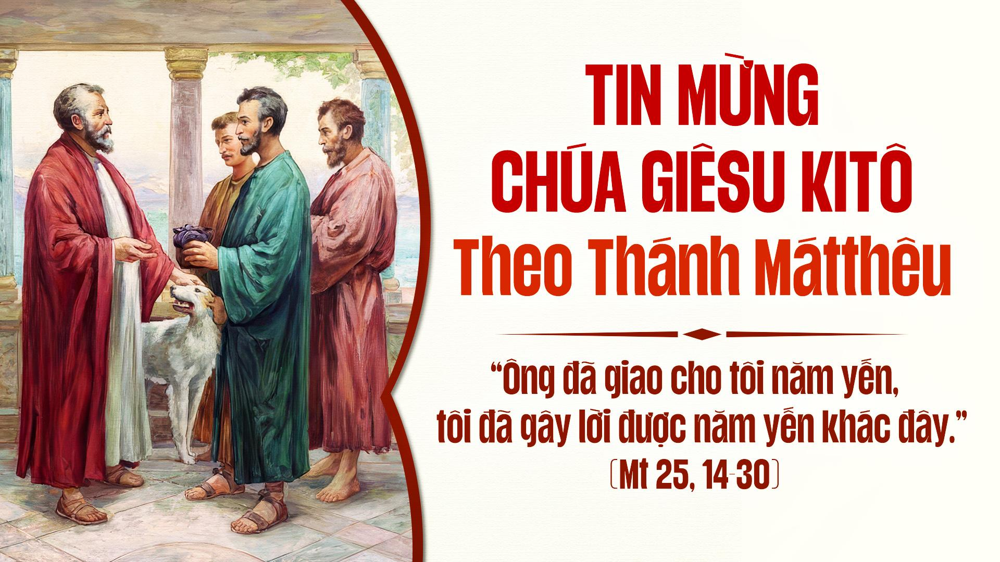 TIN MỪNG
CHÚA GIÊSU KITÔ
Theo Thánh Mátthêu
“Ông đã giao cho tôi năm yến,
tôi đã gây lời được năm yến khác đây.”
(Mt 25, 14-30)